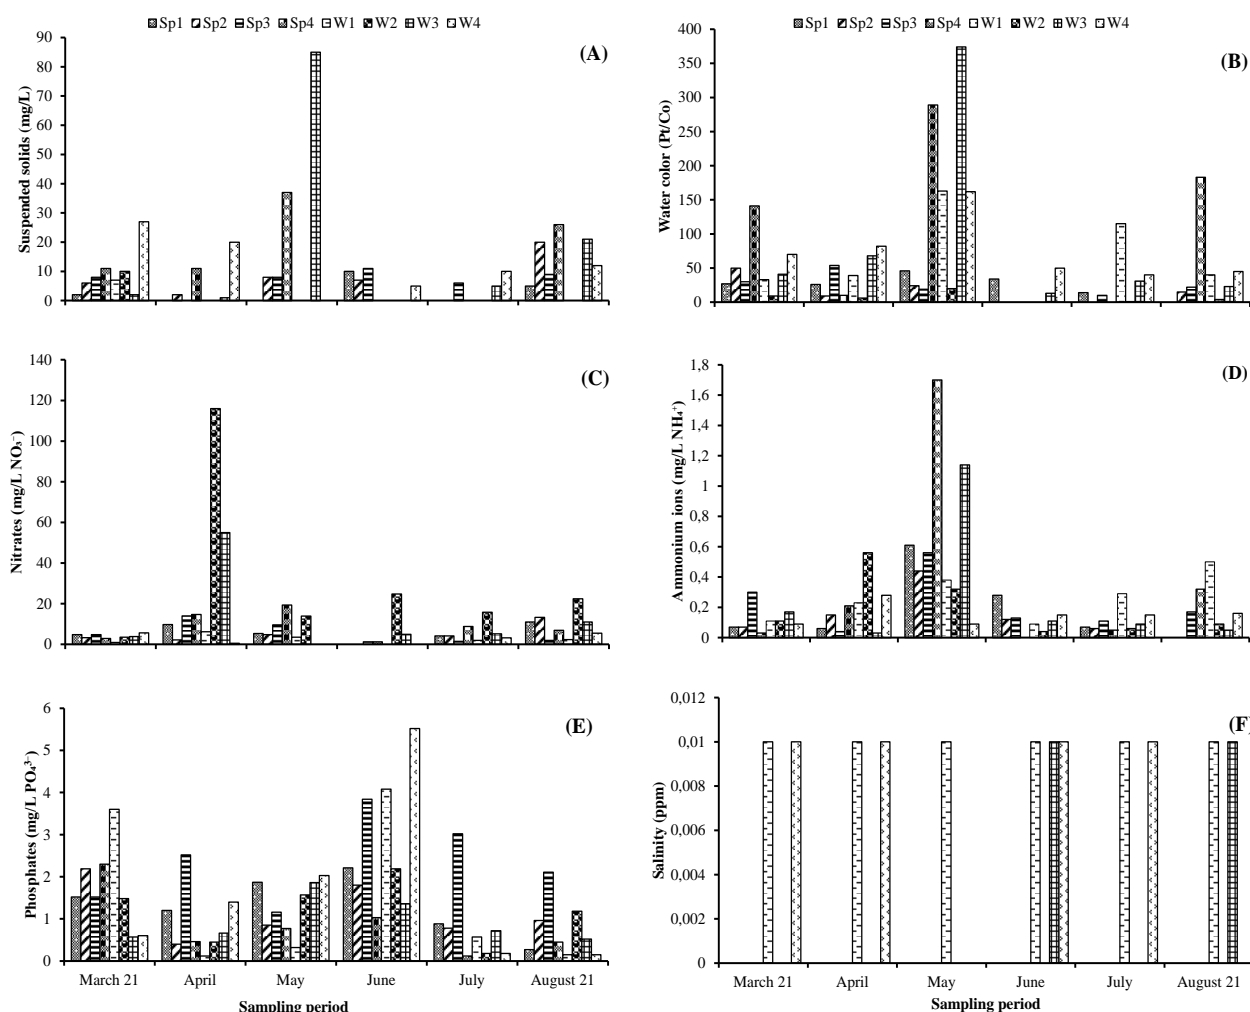 Sp1 Sp2 Sp3 Sp4 W1 W2 W3 W4
(A)
Suspended solids (mg/L)
90
80
70
60
50
40
30
20
10
0
Sp1 Sp2 Sp3 Sp4 W1 W2 W3 W4
(B)
Water color (Pt/Co)
400
350
300
250
200
150
100
50
0
(C)
Nitrates (mg/L NO₃⁻)
140
120
100
80
60
40
20
0
(D)
Ammonium ions (mg/L NH₄⁺)
1,8
1,6
1,4
1,2
1
0,8
0,6
0,4
0,2
0
(E)
Phosphates (mg/L PO₄³⁻)
6
5
4
3
2
1
0
March 21 April May June July August 21
Sampling period
(F)
Salinity (ppm)
0,012
0,01
0,008
0,006
0,004
0,002
0
March 21 April May June July August 21
Sampling period